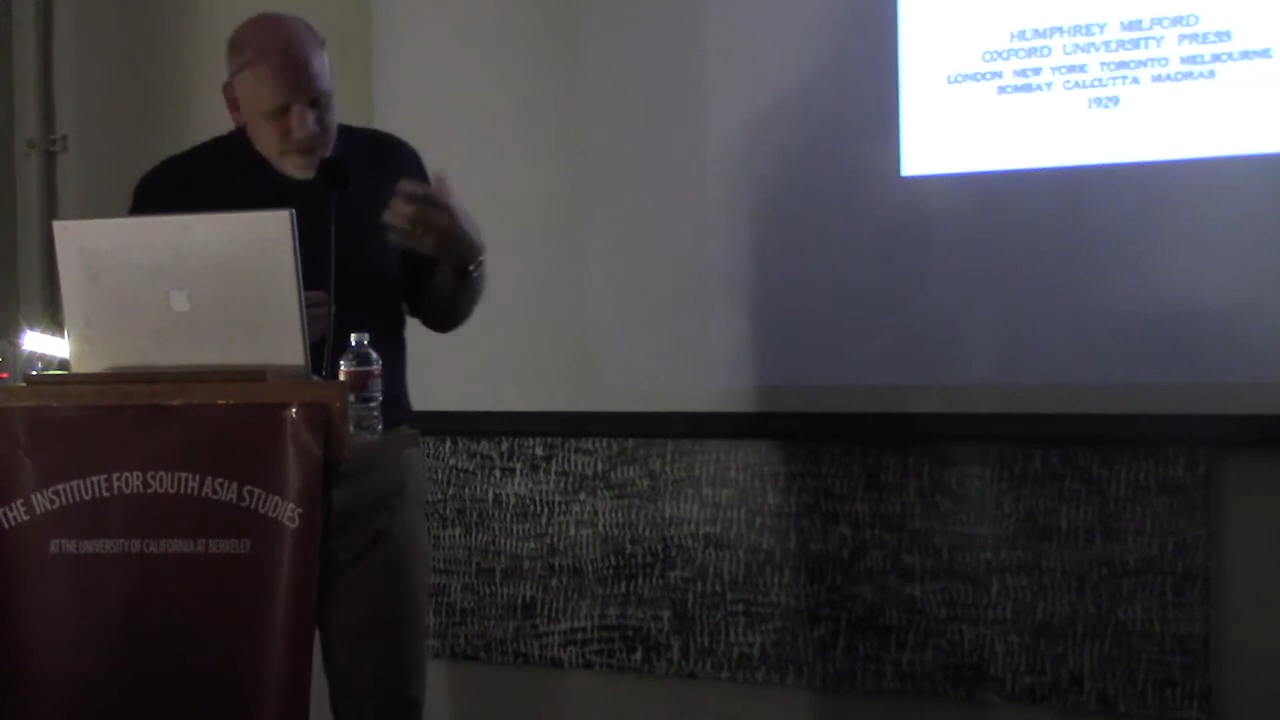 HUMPHREY MILFORD
OXFORD UNIVERSITY PRESS
LONDON NEW YORK TORONTO MELBOURNE
BOMBAY CALCUTTA MADRAS
1929
THE INSTITUTE FOR SOUTH ASIA STUDIES
AT THE UNIVERSITY OF CALIFORNIA AT BERKELEY